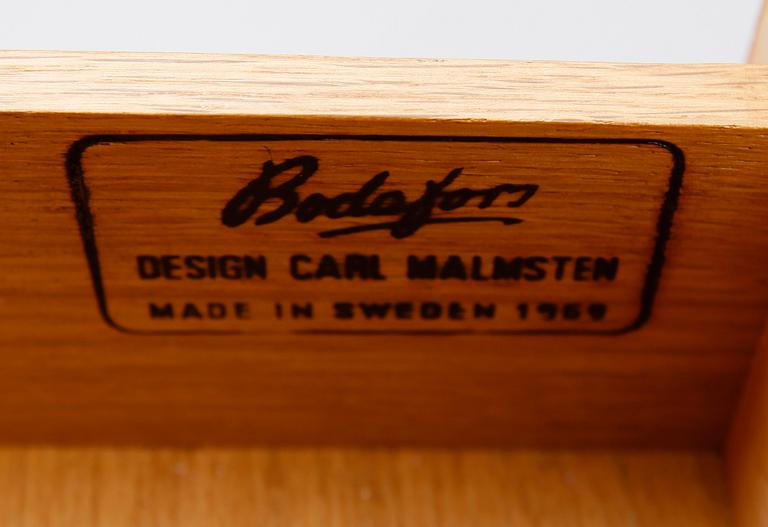 Bodafors
DESIGN CARL MALMSTEN
MADE IN SWEDEN 1969